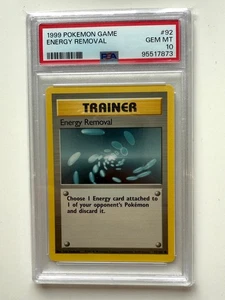 1999 POKEMON GAME #92
ENERGY REMOVAL GEM MT
10
PSA 95517873
TRAINER
Energy Removal
Choose 1 Energy card attached to
1 of your opponent's Pokémon
and discard it.